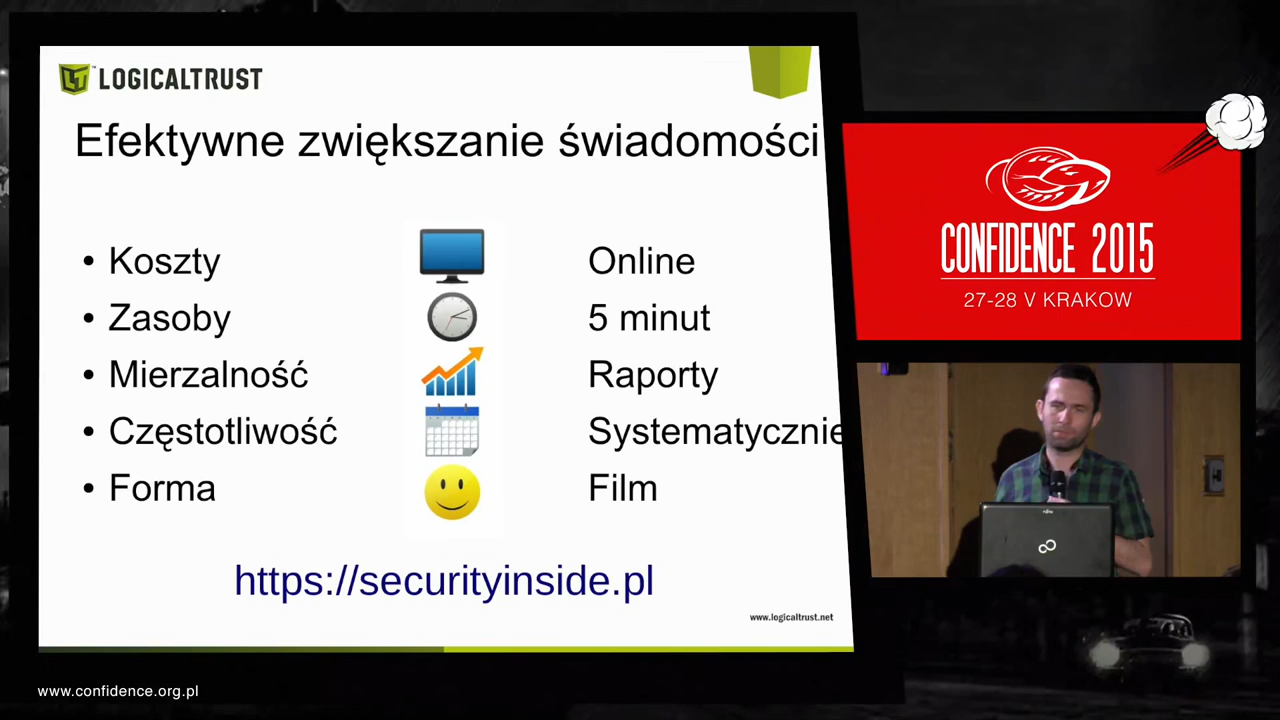 LOGICALTRUST
Efektywne zwiększanie świadomości
• Koszty
Online
• Zasoby
5 minut
• Mierzalność
Raporty
• Częstotliwość
Systematycznie
• Forma
Film
https://securityinside.pl
www.logicaltrust.net
CONFIDENCE 2015
27-28 V KRAKOW
www.confidence.org.pl